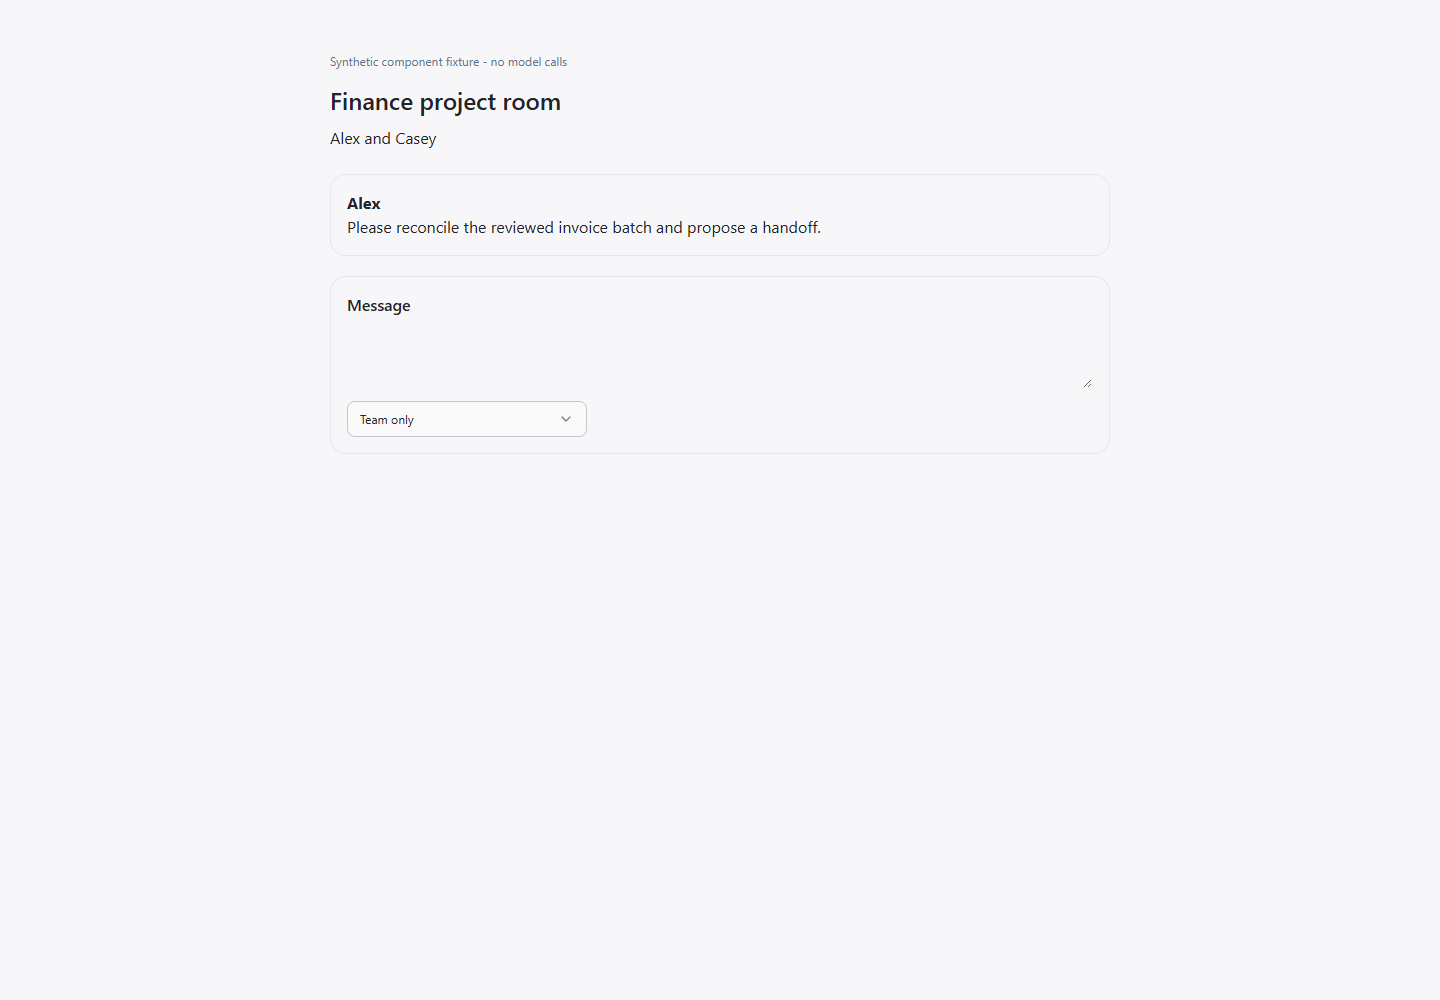 Synthetic component fixture - no model calls
Finance project room
Alex and Casey
Alex
Please reconcile the reviewed invoice batch and propose a handoff.
Message
Team only